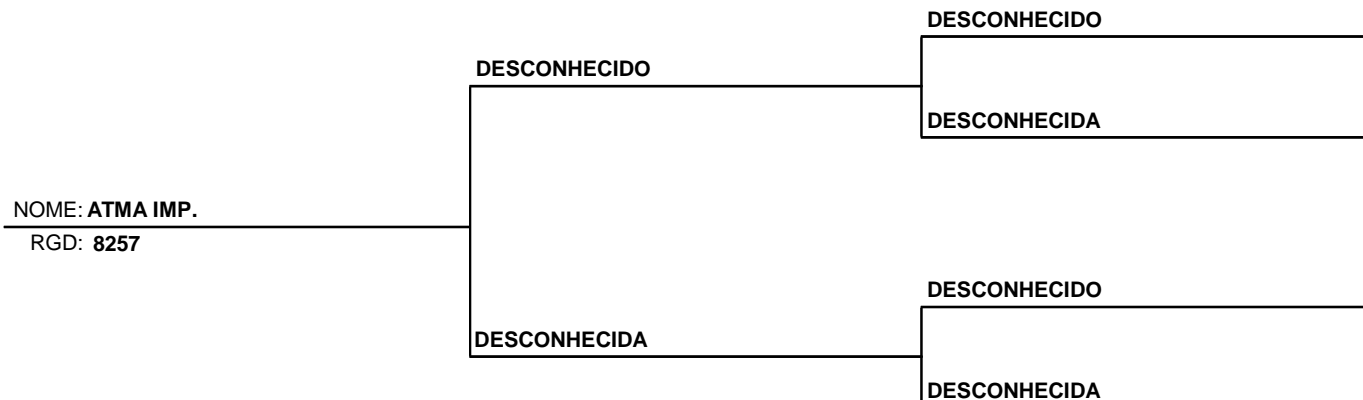 DESCONHECIDO
DESCONHECIDO
DESCONHECIDA
NOME: ATMA IMP.
RGD: 8257
DESCONHECIDO
DESCONHECIDA
DESCONHECIDA